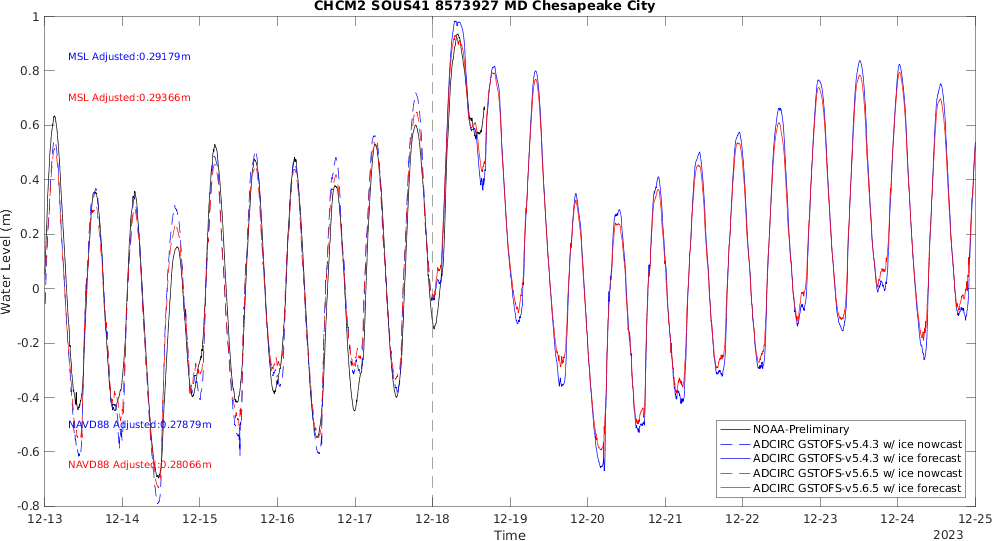 CHCM2 SOUS41 8573927 MD Chesapeake City
1
0.8
0.6
0.4
0.2
0
-0.2
-0.4
-0.6
-0.8
Water Level (m)
MSL Adjusted:0.29179m
MSL Adjusted:0.29366m
NAVD88 Adjusted:0.27879m
NAVD88 Adjusted:0.28066m
NOAA-Preliminary
ADCIRC GSTOFS-v5.4.3 w/ ice nowcast
ADCIRC GSTOFS-v5.4.3 w/ ice forecast
ADCIRC GSTOFS-v5.6.5 w/ ice nowcast
ADCIRC GSTOFS-v5.6.5 w/ ice forecast
12-13 12-14 12-15 12-16 12-17 12-18 12-19 12-20 12-21 12-22 12-23 12-24 12-25
Time
2023